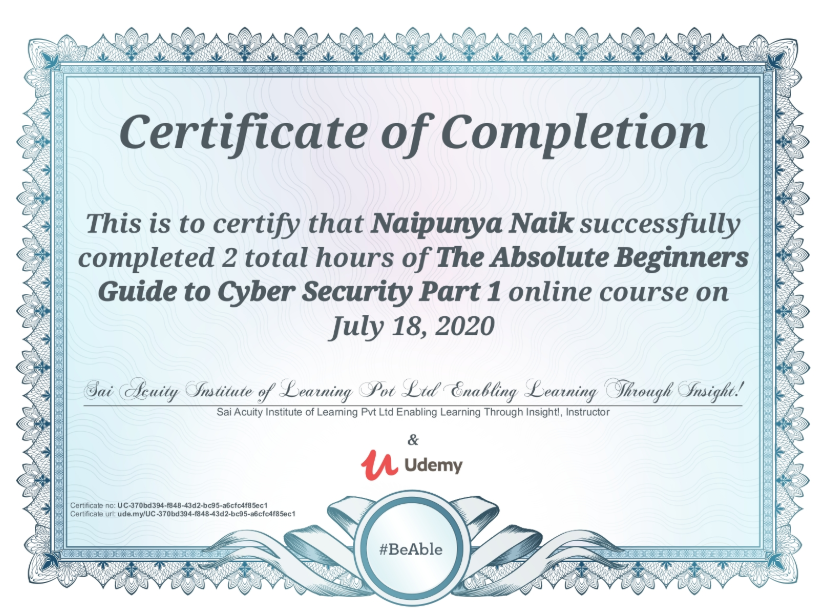 Certificate of Completion
This is to certify that Naipunya Naik successfully
completed 2 total hours of The Absolute Beginners
Guide to Cyber Security Part 1 online course on
July 18, 2020
Sai Acuity Institute of Learning Pvt Ltd Enabling Learning Through Insight!
Sai Acuity Institute of Learning Pvt Ltd Enabling Learning Through Insight!, Instructor
&
Udemy
Certificate no: UC-370bd394-f848-43d2-bc95-a6cfc4f85ec1
Certificate url: ude.my/UC-370bd394-f848-43d2-bc95-a6cfc4f85ec1
#BeAble